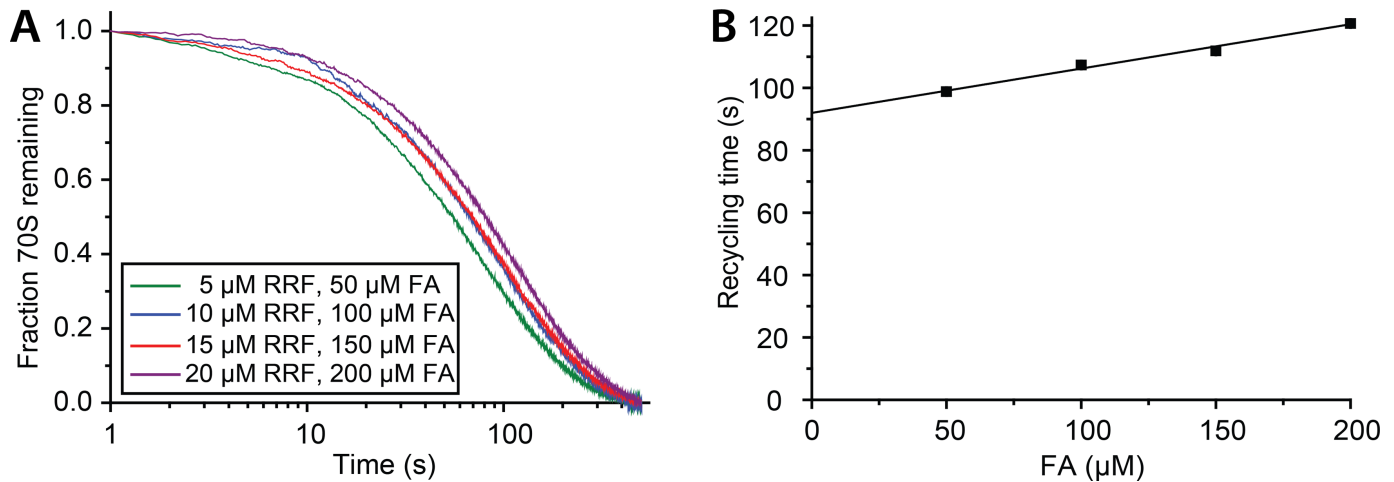 A
Fraction 70S remaining
1.0
0.8
0.6
0.4
0.2
0.0
5 µM RRF, 50 µM FA
10 µM RRF, 100 µM FA
15 µM RRF, 150 µM FA
20 µM RRF, 200 µM FA
1
10
100
Time (s)
B
Recycling time (s)
120
100
80
60
40
20
0
0
50
100
150
200
FA (µM)